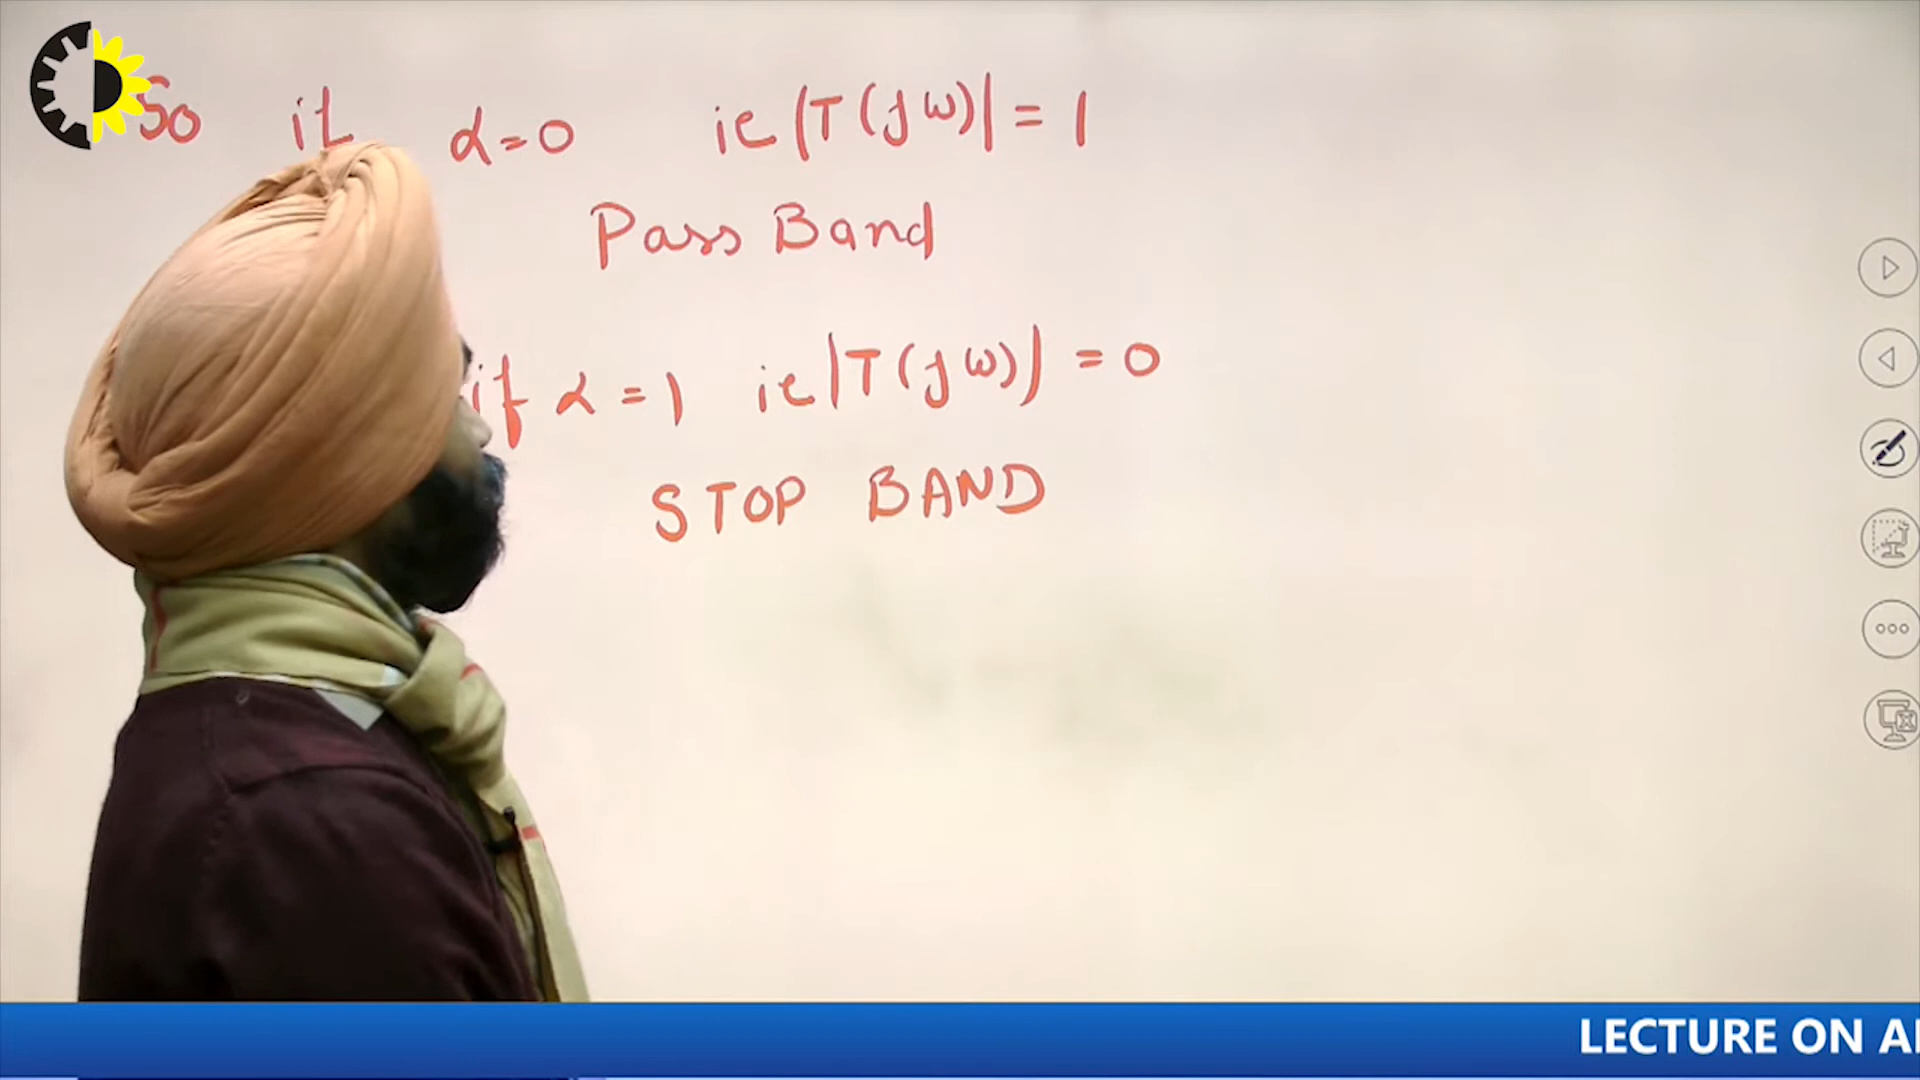 So if α=0 ie |T(jω)| = 1
Pass Band
if α = 1 ie |T(jω)| = 0
STOP BAND
LECTURE ON